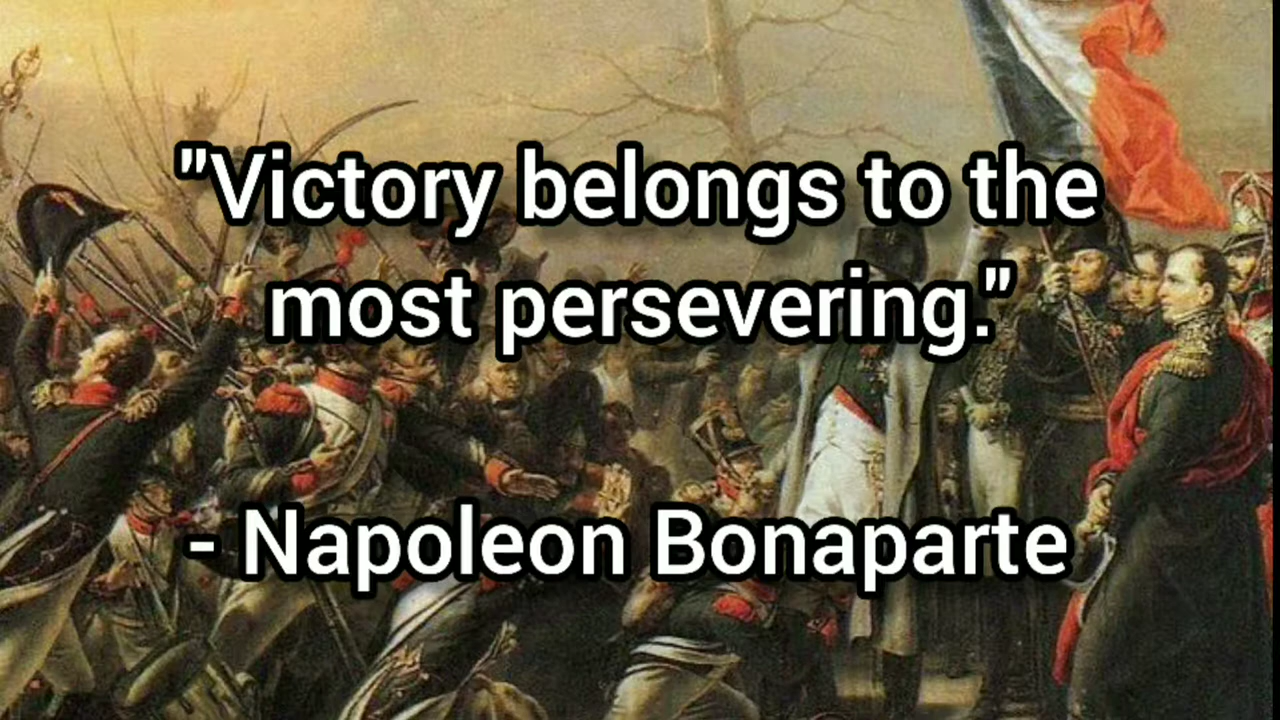 "Victory belongs to the
most persevering."
- Napoleon Bonaparte